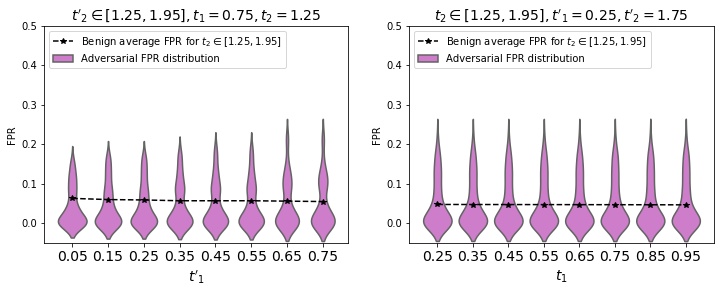 t'₂ ∈ [1.25, 1.95], t₁ = 0.75, t₂ = 1.25
0.5
0.4
0.3
0.2
0.1
0.0
FPR
Benign average FPR for t₂ ∈ [1.25, 1.95]
Adversarial FPR distribution
0.05 0.15 0.25 0.35 0.45 0.55 0.65 0.75
t'₁
t₂ ∈ [1.25, 1.95], t'₁ = 0.25, t'₂ = 1.75
0.5
0.4
0.3
0.2
0.1
0.0
FPR
Benign average FPR for t₂ ∈ [1.25, 1.95]
Adversarial FPR distribution
0.25 0.35 0.45 0.55 0.65 0.75 0.85 0.95
t₁